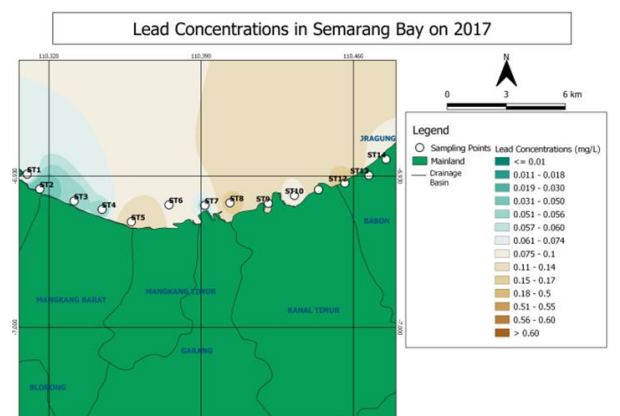 Lead Concentrations in Semarang Bay on 2017
110.320 110.390 110.460
N
0 3 6 km
JRAGUNG
ST14
ST1
ST13
ST2
ST12
ST3
ST10
ST4
ST6
ST7
ST8
ST9
ST5
BABON
MANGKANG BARAT
MANGKANG TIMUR
KANAL TIMUR
-7.000
-7.000
GARANG
BLORONG
Legend
Sampling Points
Mainland
Drainage
Basin
Lead Concentrations (mg/L)
<= 0.01
0.011 - 0.018
0.019 - 0.030
0.031 - 0.050
0.051 - 0.056
0.057 - 0.060
0.061 - 0.074
0.075 - 0.1
0.11 - 0.14
0.15 - 0.17
0.18 - 0.5
0.51 - 0.55
0.56 - 0.60
> 0.60